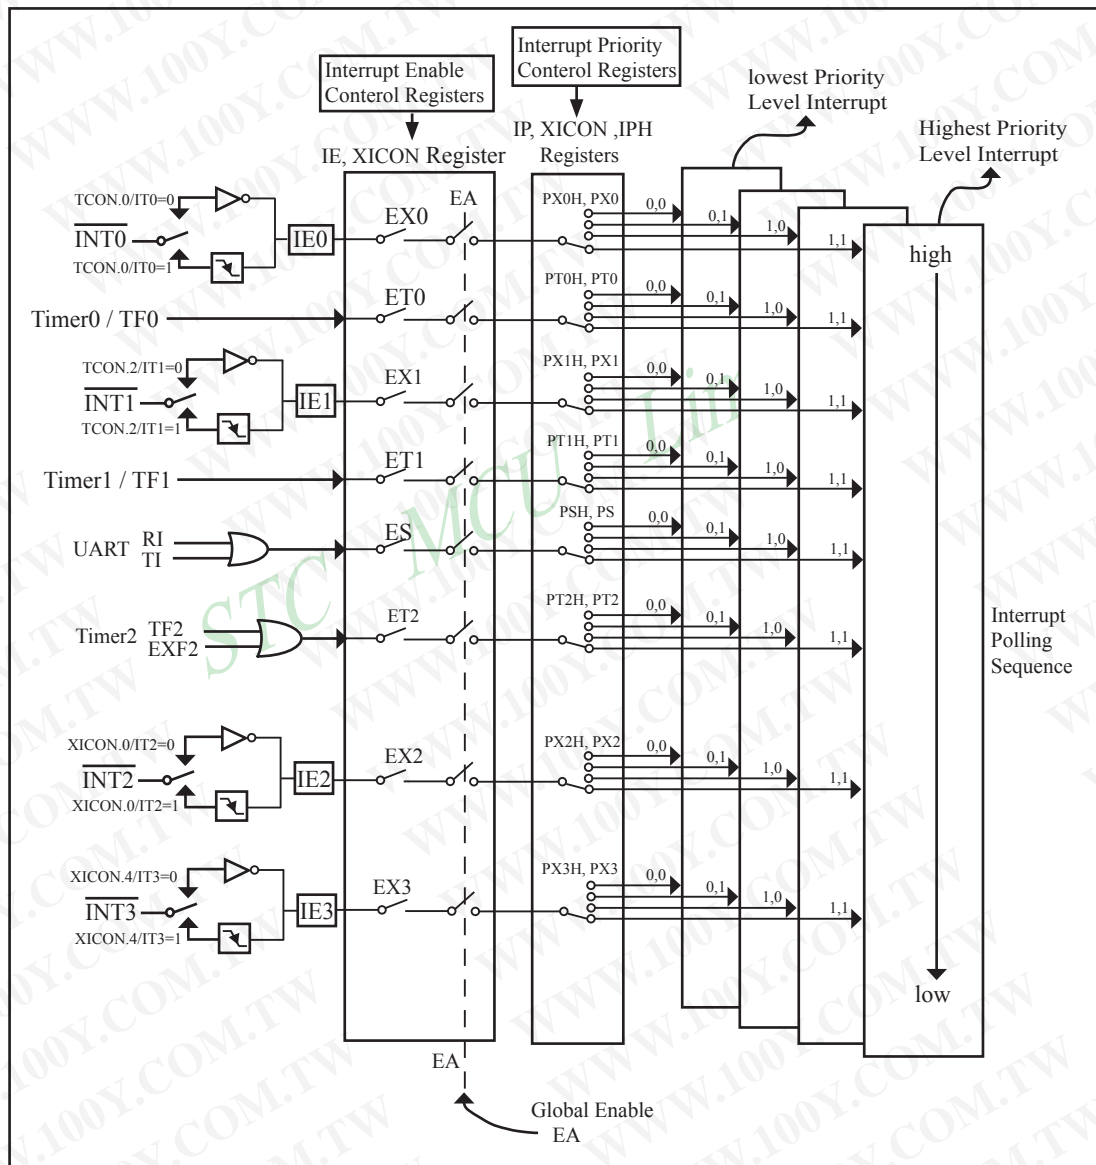 Interrupt Enable
Conterol Registers
Interrupt Priority
Conterol Registers
IE, XICON Register
IP, XICON ,IPH
Registers
lowest Priority
Level Interrupt
Highest Priority
Level Interrupt
TCON.0/IT0=0
INT0
TCON.0/IT0=1
IE0
EX0
EA
PX0H, PX0
0,0
0,1
1,0
1,1
high
Timer0 / TF0
ET0
PT0H, PT0
0,0
0,1
1,0
1,1
TCON.2/IT1=0
INT1
TCON.2/IT1=1
IE1
EX1
PX1H, PX1
0,0
0,1
1,0
1,1
Timer1 / TF1
ET1
PT1H, PT1
0,0
0,1
1,0
1,1
UART
RI
TI
ES
PSH, PS
0,0
0,1
1,0
1,1
Timer2
TF2
EXF2
ET2
PT2H, PT2
0,0
0,1
1,0
1,1
Interrupt
Polling
Sequence
XICON.0/IT2=0
INT2
XICON.0/IT2=1
IE2
EX2
PX2H, PX2
0,0
0,1
1,0
1,1
XICON.4/IT3=0
INT3
XICON.4/IT3=1
IE3
EX3
PX3H, PX3
0,0
0,1
1,0
1,1
low
EA
Global Enable
EA
STC MCU Lim
WWW.100Y.COM.TW